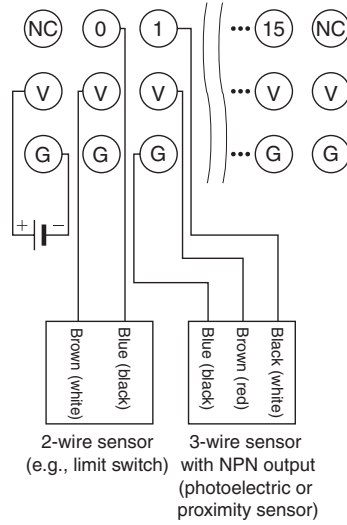 NC 0 1 ••• 15 NC
V V V ••• V V
G G G ••• G G
+ −
Brown (white)
Blue (black)
Blue (black)
Brown (red)
Black (white)
2-wire sensor
(e.g., limit switch)
3-wire sensor
with NPN output
(photoelectric or
proximity sensor)